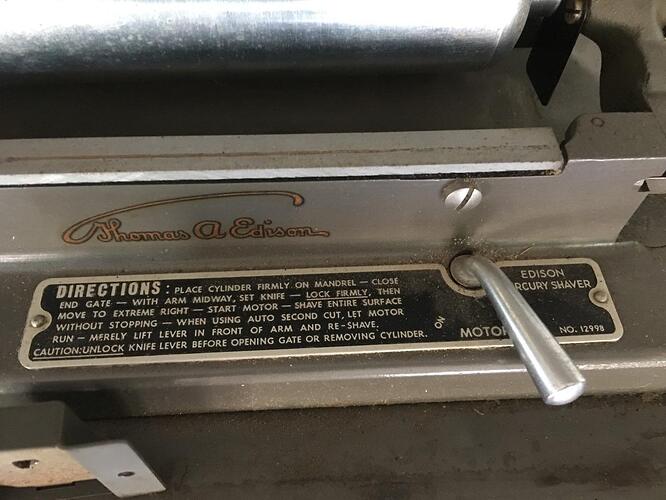 Thomas A Edison
DIRECTIONS: PLACE CYLINDER FIRMLY ON MANDREL — CLOSE
END GATE — WITH ARM MIDWAY, SET KNIFE — LOCK FIRMLY, THEN
MOVE TO EXTREME RIGHT — START MOTOR — SHAVE ENTIRE SURFACE
WITHOUT STOPPING — WHEN USING AUTO SECOND CUT, LET MOTOR
RUN — MERELY LIFT LEVER IN FRONT OF ARM AND RE-SHAVE.
CAUTION: UNLOCK KNIFE LEVER BEFORE OPENING GATE OR REMOVING CYLINDER.
ON
MOTOR
EDISON
SHAVER
NO. 12998